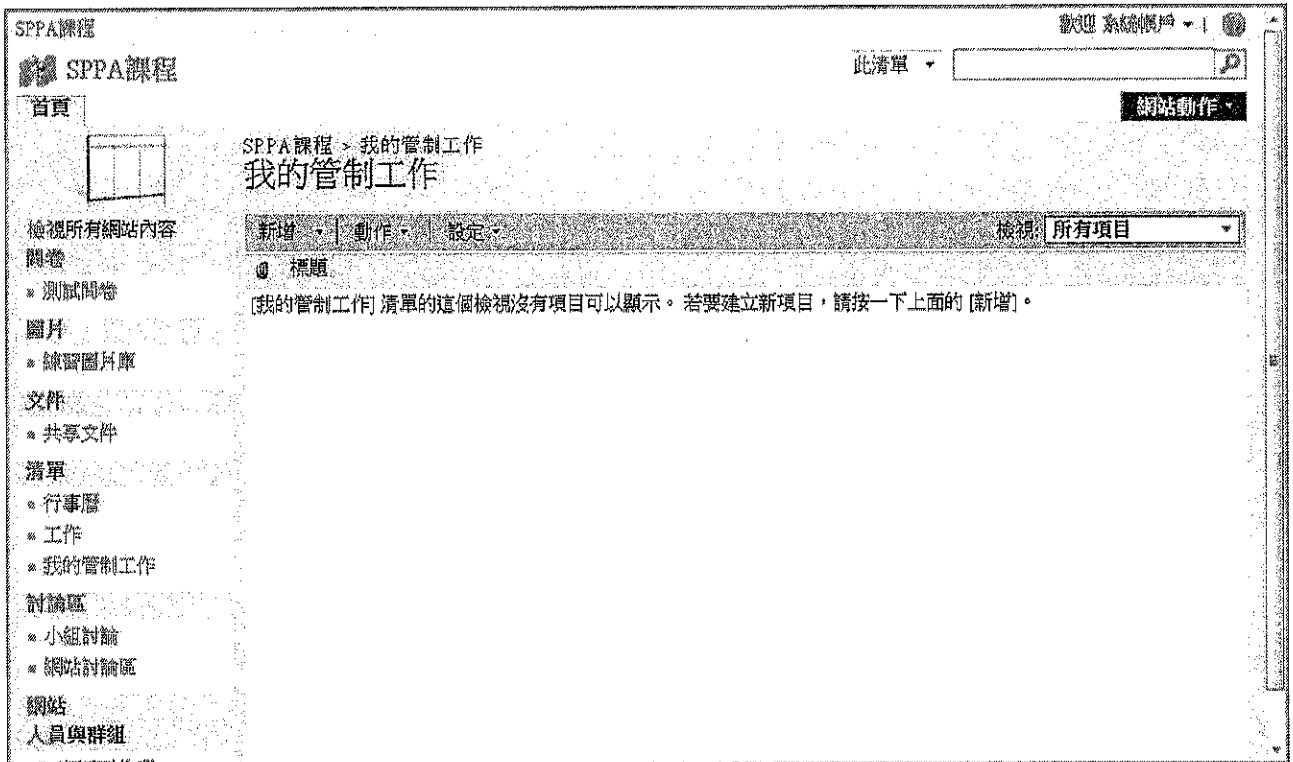 SPPA課程
歡迎 系統帳戶
SPPA課程
此清單
首頁
網站動作
SPPA課程 > 我的管制工作
我的管制工作
檢視所有網站內容
新增 動作 設定 檢視: 所有項目
問卷
標題
測試問卷
[我的管制工作] 清單的這個檢視沒有項目可以顯示。 若要建立新項目，請按一下上面的 [新增]。
圖片
練習圖片庫
文件
共享文件
清單
行事曆
工作
我的管制工作
討論區
小組討論
網站討論區
網站
人員與群組